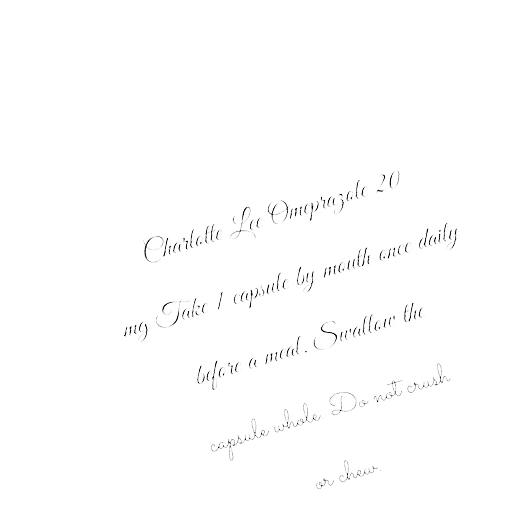 Charlotte Lee Omeprazole 20
mg Take 1 capsule by mouth once daily
before a meal. Swallow the
capsule whole. Do not crush
or chew.